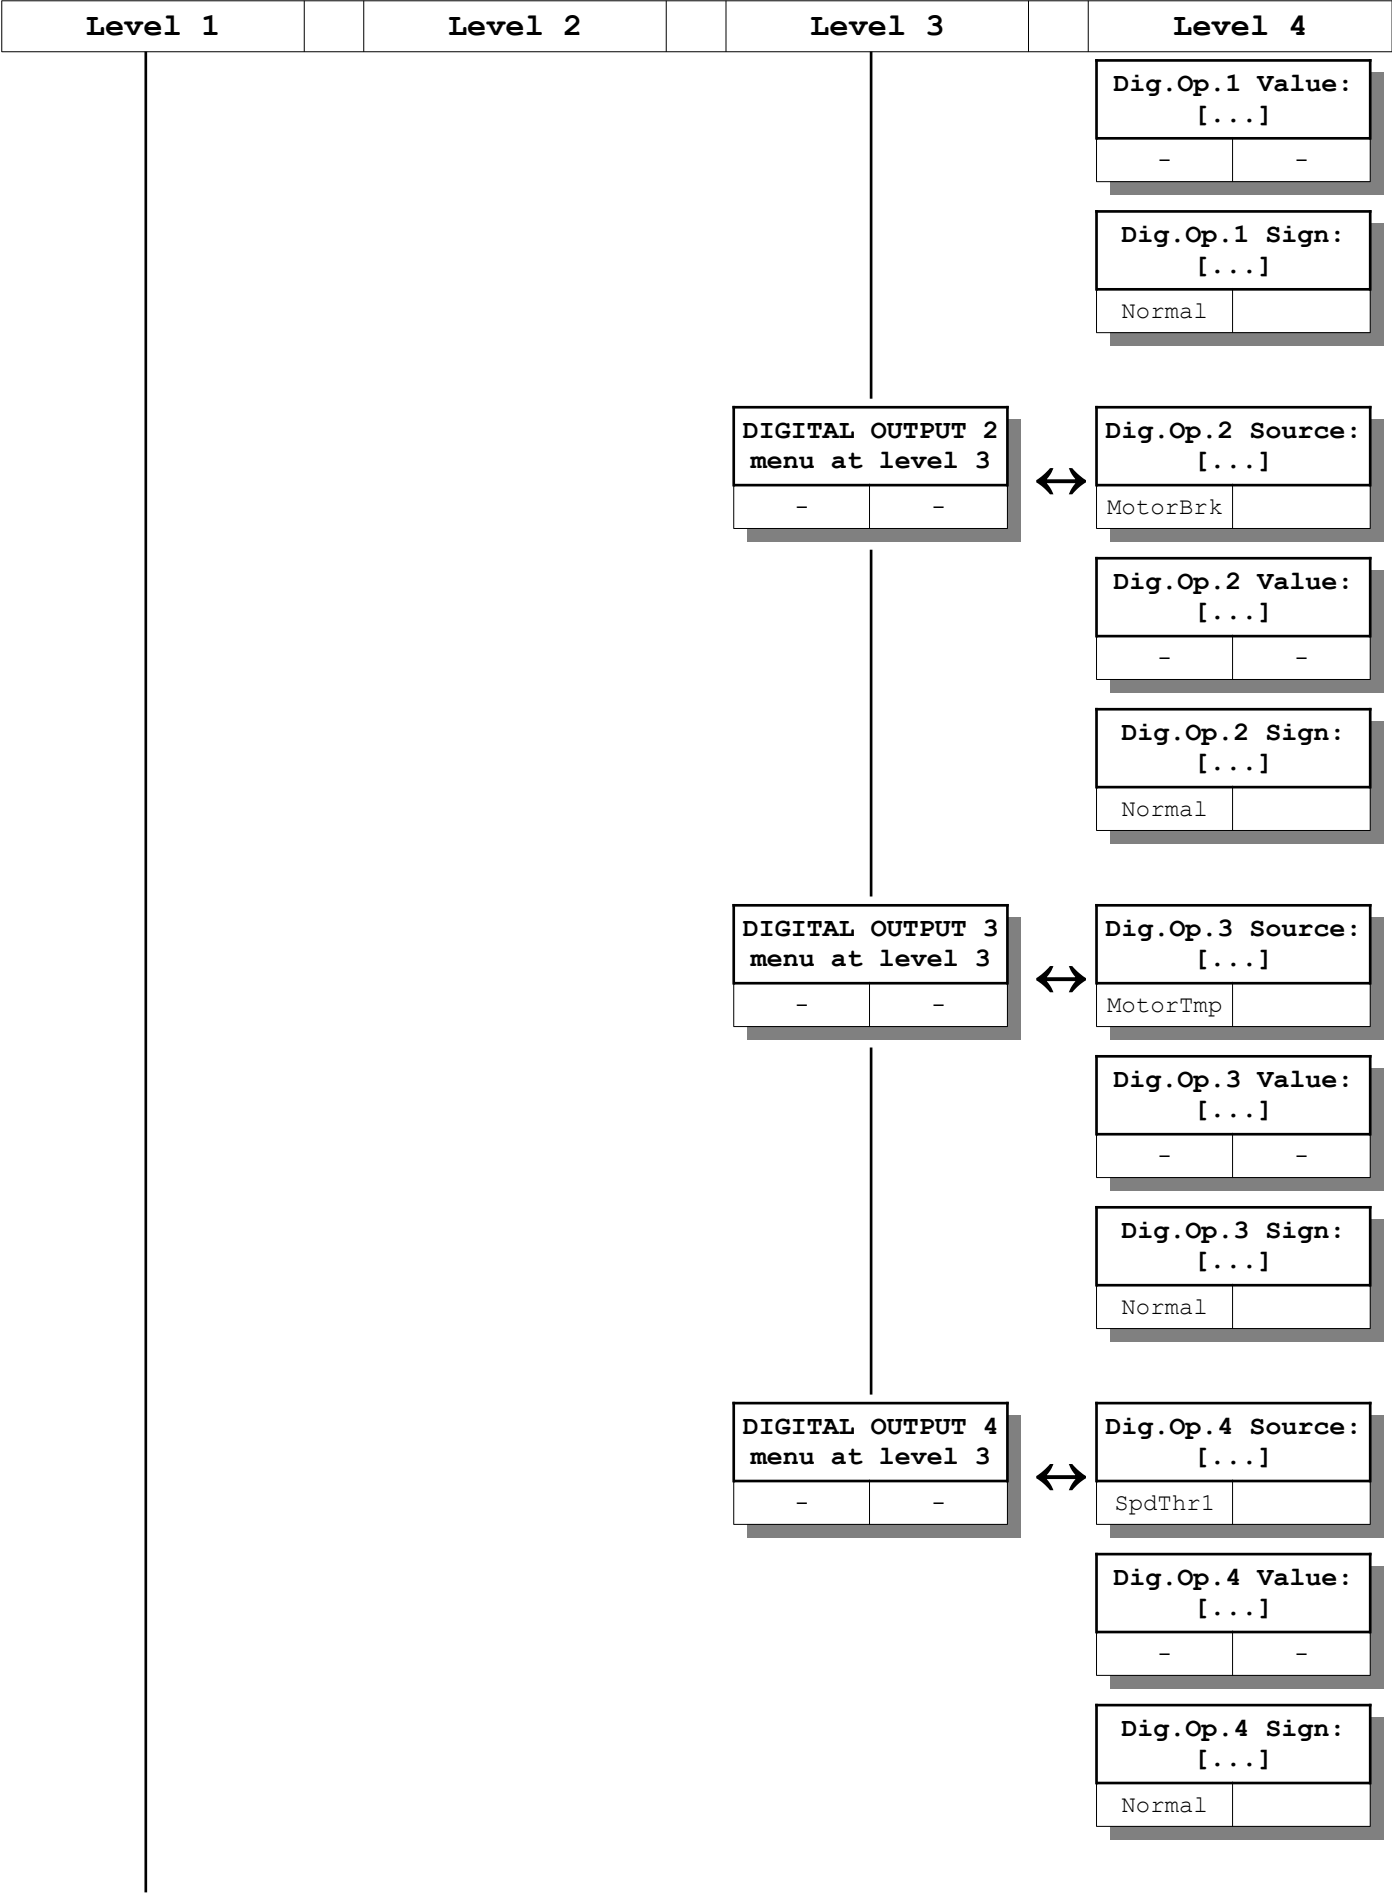 Level 1 Level 2 Level 3 Level 4
Dig.Op.1 Value:
[...]
- -
Dig.Op.1 Sign:
[...]
Normal
DIGITAL OUTPUT 2
menu at level 3
- -
Dig.Op.2 Source:
[...]
MotorBrk
Dig.Op.2 Value:
[...]
- -
Dig.Op.2 Sign:
[...]
Normal
DIGITAL OUTPUT 3
menu at level 3
- -
Dig.Op.3 Source:
[...]
MotorTmp
Dig.Op.3 Value:
[...]
- -
Dig.Op.3 Sign:
[...]
Normal
DIGITAL OUTPUT 4
menu at level 3
- -
Dig.Op.4 Source:
[...]
SpdThr1
Dig.Op.4 Value:
[...]
- -
Dig.Op.4 Sign:
[...]
Normal